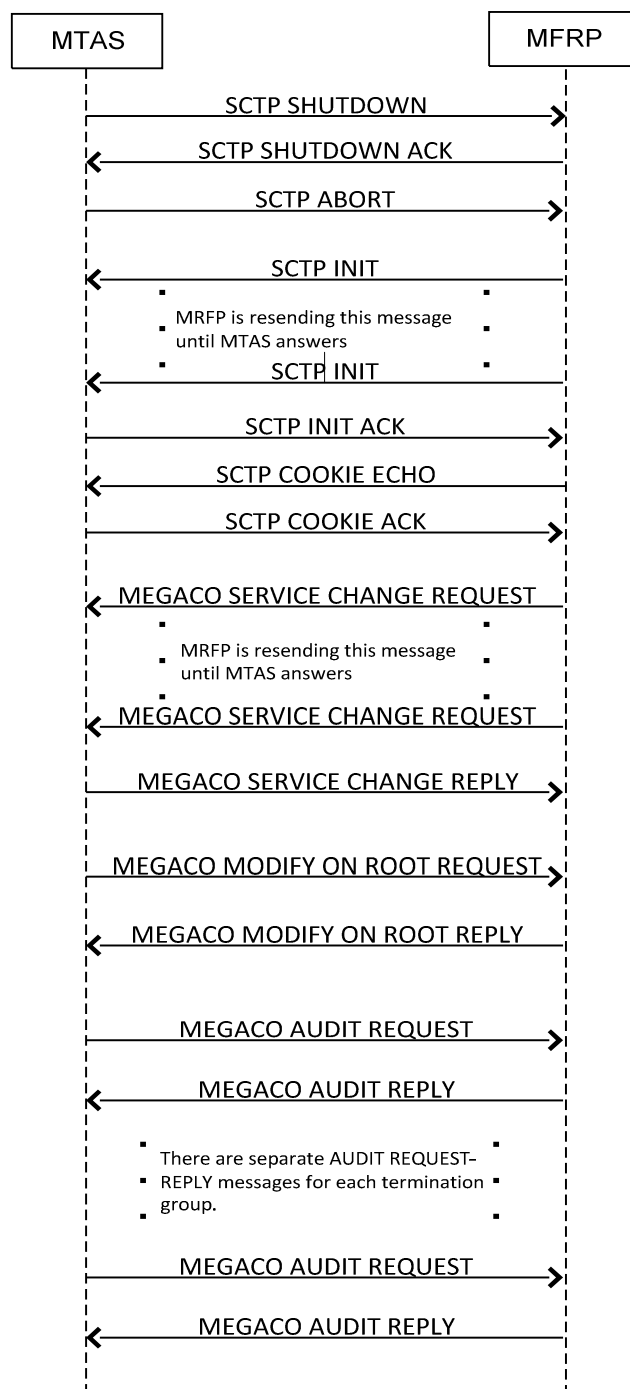 MTAS
MFRP
SCTP SHUTDOWN
SCTP SHUTDOWN ACK
SCTP ABORT
SCTP INIT
MRFP is resending this message
until MTAS answers
SCTP INIT
SCTP INIT ACK
SCTP COOKIE ECHO
SCTP COOKIE ACK
MEGACO SERVICE CHANGE REQUEST
MRFP is resending this message
until MTAS answers
MEGACO SERVICE CHANGE REQUEST
MEGACO SERVICE CHANGE REPLY
MEGACO MODIFY ON ROOT REQUEST
MEGACO MODIFY ON ROOT REPLY
MEGACO AUDIT REQUEST
MEGACO AUDIT REPLY
There are separate AUDIT REQUEST-
REPLY messages for each termination
group.
MEGACO AUDIT REQUEST
MEGACO AUDIT REPLY